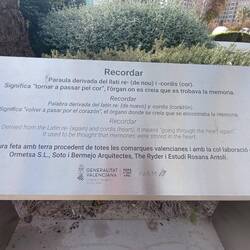 Recordar
"Paraula derivada del llatí re- (de nou) i -cordis (cor).
Significa "tornar a passar pel cor", l'òrgan on es creia que es trobava la memòria.
Recordar
Palabra derivada del latín re- (de nuevo) y cordis (corazón).
Significa "volver a pasar por el corazón", el órgano donde se creía que se encontraba la memoria.
Recordar
Derived from the Latin re- (again) and cordis (heart), it means "going through the heart again".
It used to be thought that memories were stored in the heart.
ura feta amb terra procedent de totes les comarques valencianes i amb la col·laboració
Ormetsa S.L., Soto i Bermejo Arquitectes, The Ryder i Estudi Rosana Antolí.
GENERALITAT
VALENCIANA
IVAM